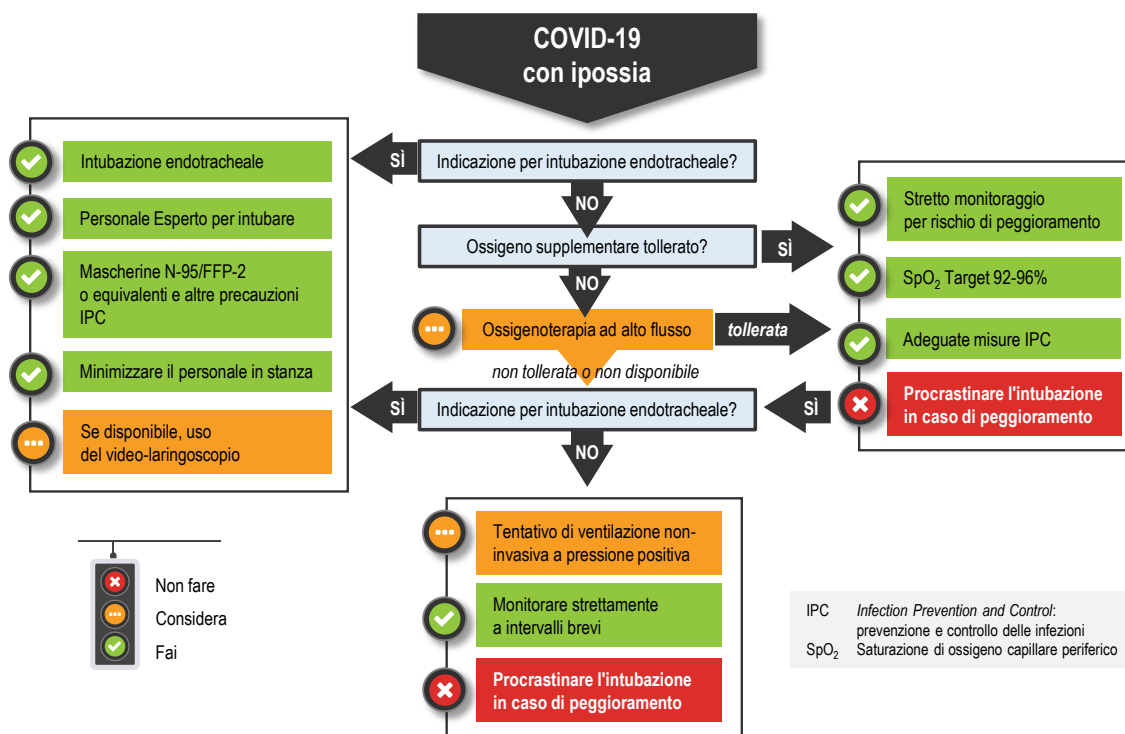 COVID-19
con ipossia
Indicazione per intubazione endotracheale?
SÌ
Intubazione endotracheale
Personale Esperto per intubare
Mascherine N-95/FFP-2
o equivalenti e altre precauzioni
IPC
Minimizzare il personale in stanza
Se disponibile, uso
del video-laringoscopio
NO
Ossigeno supplementare tollerato?
SÌ
Stretto monitoraggio
per rischio di peggioramento
SpO₂ Target 92-96%
Adeguate misure IPC
Procrastinare l'intubazione
in caso di peggioramento
NO
Ossigenoterapia ad alto flusso
tollerata
non tollerata o non disponibile
Indicazione per intubazione endotracheale?
SÌ
SÌ
NO
Tentativo di ventilazione non-
invasiva a pressione positiva
Monitorare strettamente
a intervalli brevi
Procrastinare l'intubazione
in caso di peggioramento
Non fare
Considera
Fai
IPC Infection Prevention and Control:
prevenzione e controllo delle infezioni
SpO₂ Saturazione di ossigeno capillare periferico